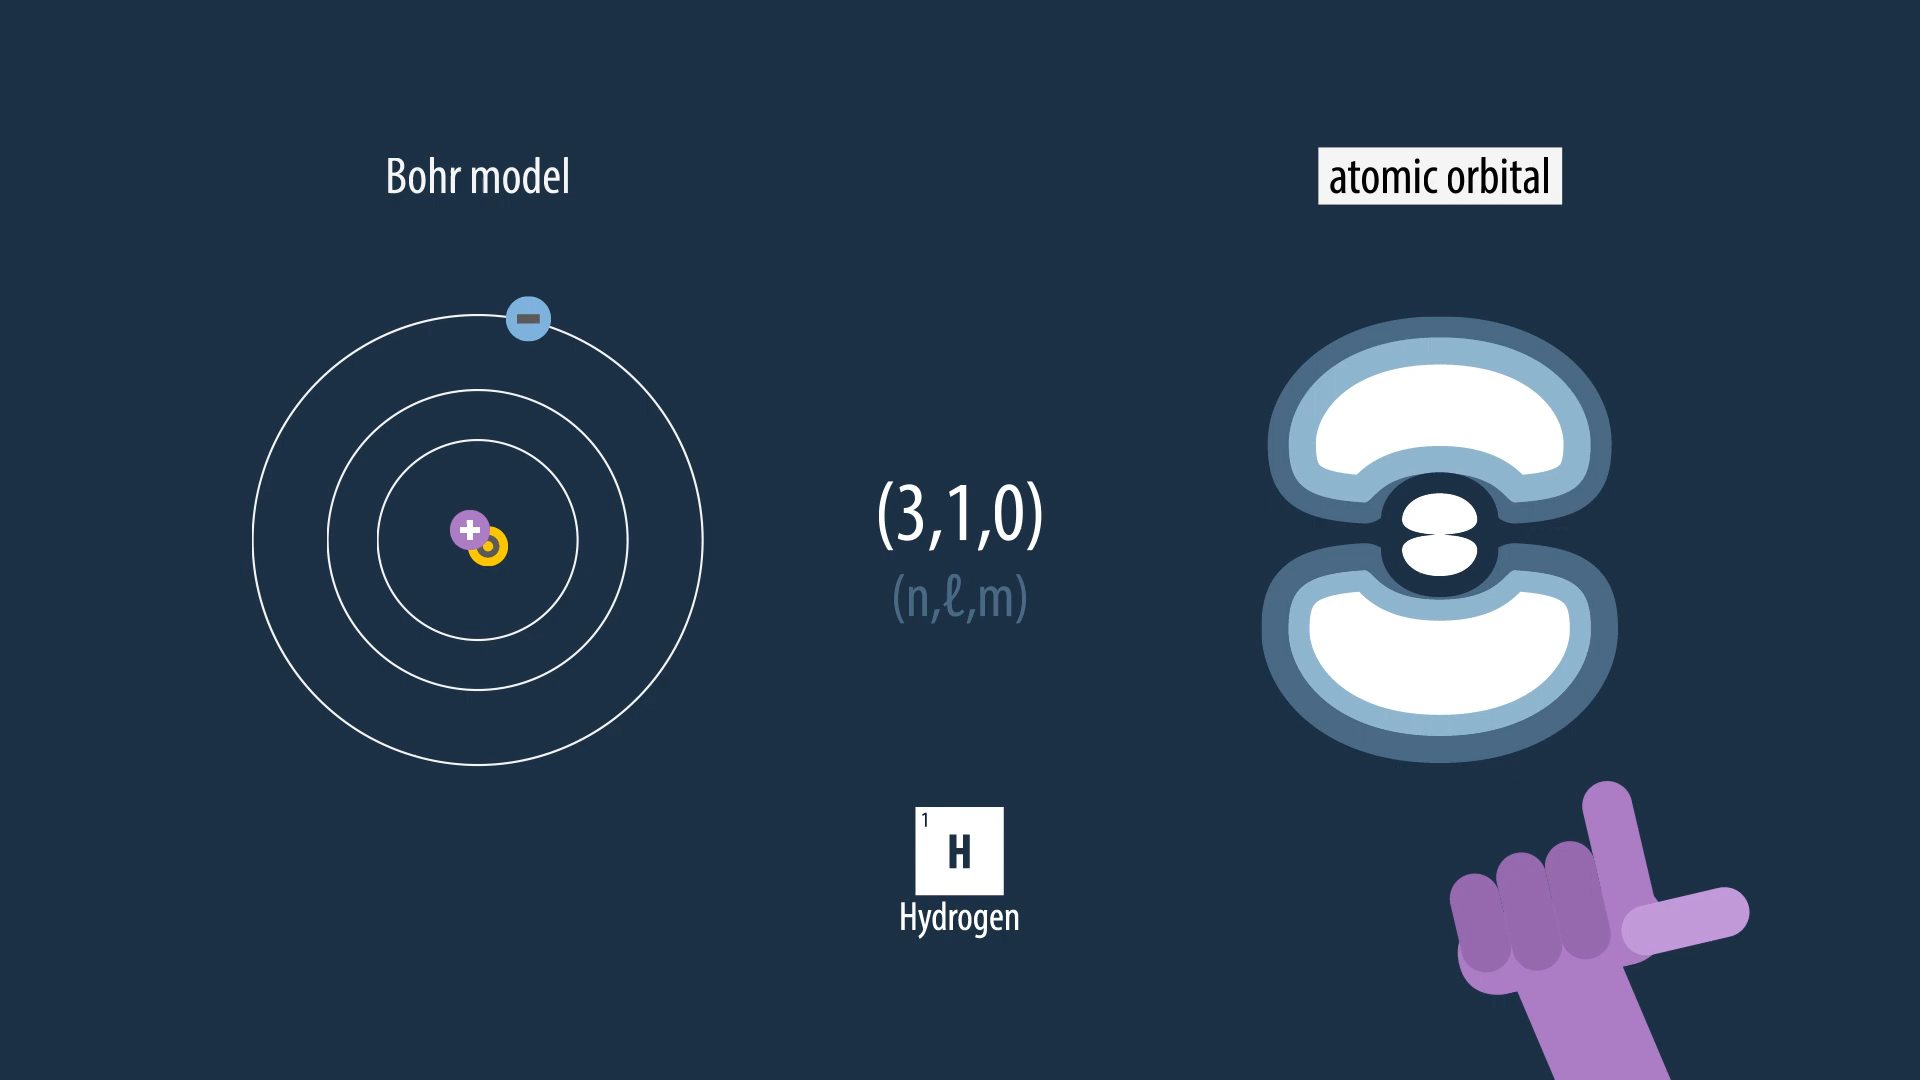 Bohr model
atomic orbital
(3,1,0)
(n,ℓ,m)
1
H
Hydrogen